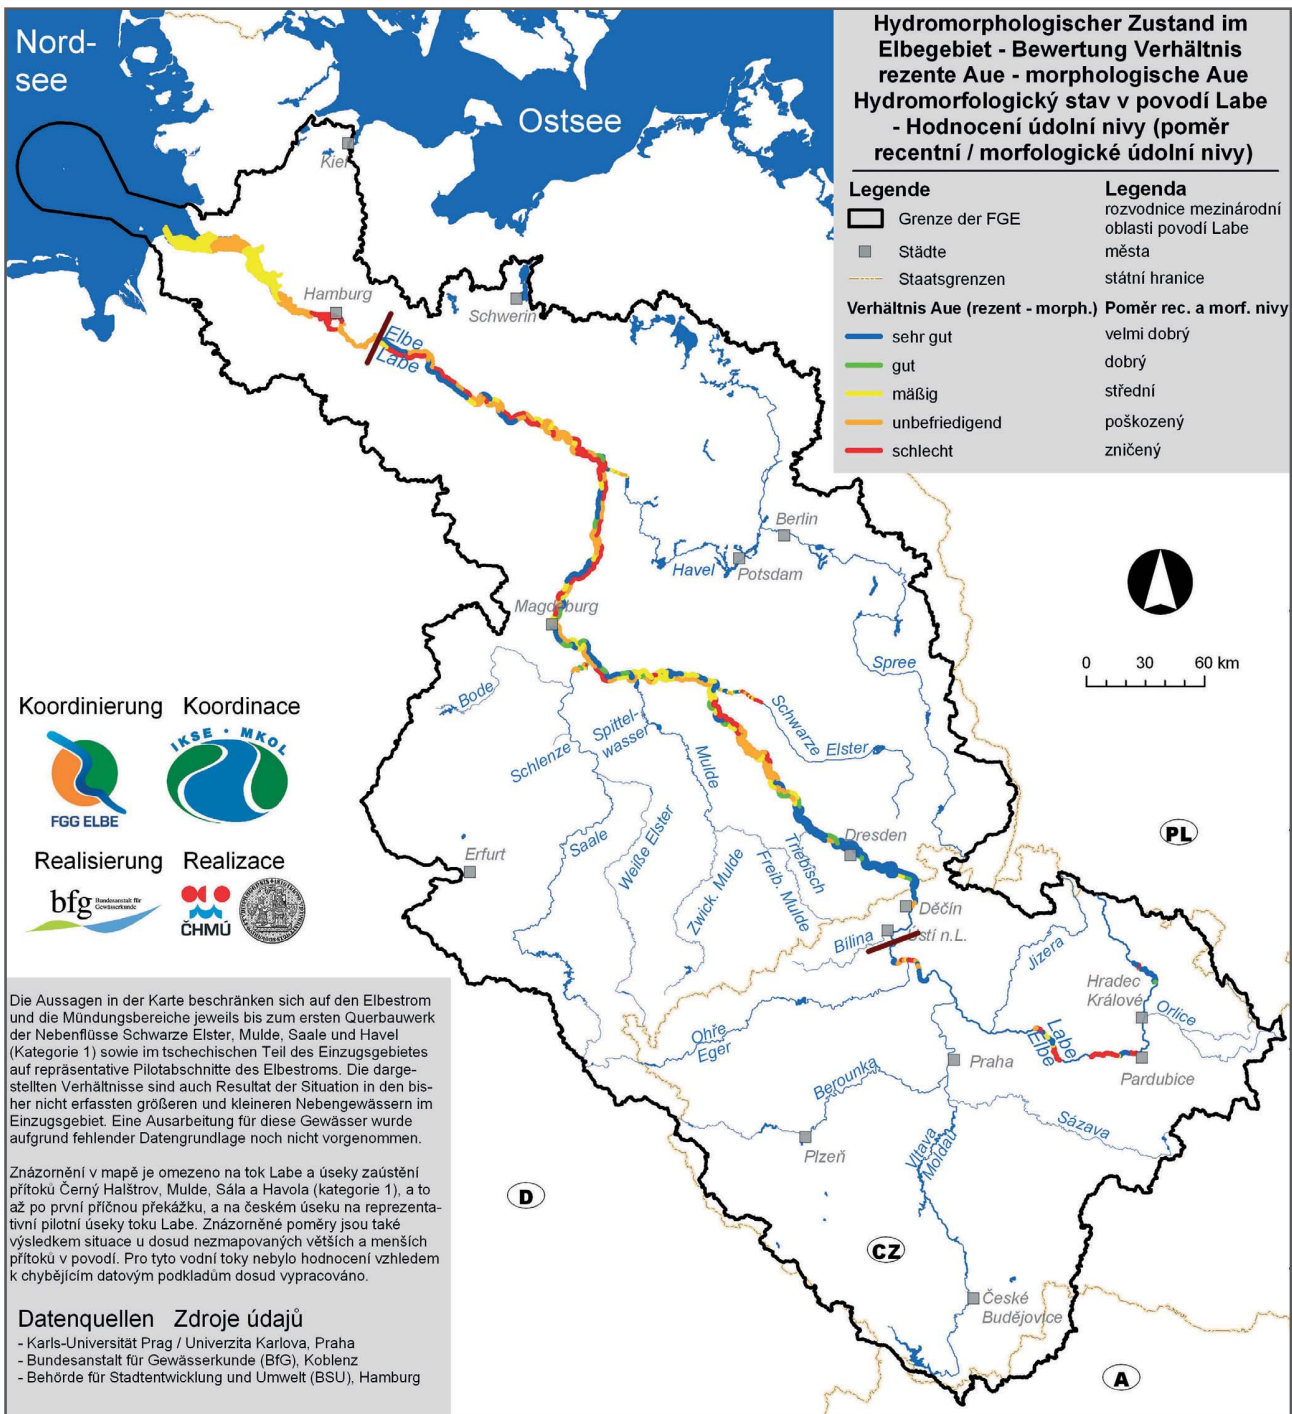 Nord-
see
Ostsee
Hydromorphologischer Zustand im
Elbegebiet - Bewertung Verhältnis
rezente Aue - morphologische Aue
Hydromorfologický stav v povodí Labe
- Hodnocení údolní nivy (poměr
recentní / morfologické údolní nivy)
Legende Legenda
Grenze der FGE rozvodnice mezinárodní
oblasti povodí Labe
Städte města
Staatsgrenzen státní hranice
Verhältnis Aue (rezent - morph.) Poměr rec. a morf. nivy
sehr gut velmi dobrý
gut dobrý
mäßig střední
unbefriedigend poškozený
schlecht zničený
Kiel
Hamburg
Schwerin
Elbe
Labe
Berlin
Havel
Potsdam
Magdeburg
0 30 60 km
Spree
Bode
Koordinierung Koordinace
FGG ELBE
IKSE • MKOL
Schlenze
Spittel-
wasser
Mulde
Schwarze Elster
PL
Realisierung Realizace
bfg Bundesanstalt für
Gewässerkunde
ČHMÚ
Erfurt
Saale
Weiße Elster
Zwick. Mulde
Freib. Mulde
Triebisch
Dresden
Děčín
Ústí n.L.
Bílina
Jizera
Hradec
Králové
Orlice
Ohře
Eger
Labe
Elbe
Praha
Pardubice
Berounka
Sázava
Plzeň
Vltava
Moldau
D
CZ
České
Budějovice
A
Die Aussagen in der Karte beschränken sich auf den Elbestrom
und die Mündungsbereiche jeweils bis zum ersten Querbauwerk
der Nebenflüsse Schwarze Elster, Mulde, Saale und Havel
(Kategorie 1) sowie im tschechischen Teil des Einzugsgebietes
auf repräsentative Pilotabschnitte des Elbestroms. Die darge-
stellten Verhältnisse sind auch Resultat der Situation in den bis-
her nicht erfassten größeren und kleineren Nebengewässern im
Einzugsgebiet. Eine Ausarbeitung für diese Gewässer wurde
aufgrund fehlender Datengrundlage noch nicht vorgenommen.
Znázornění v mapě je omezeno na tok Labe a úseky zaústění
přítoků Černý Halštrov, Mulde, Sála a Havola (kategorie 1), a to
až po první příčnou překážku, a na českém úseku na reprezenta-
tivní pilotní úseky toku Labe. Znázorněné poměry jsou také
výsledkem situace u dosud nezmapovaných větších a menších
přítoků v povodí. Pro tyto vodní toky nebylo hodnocení vzhledem
k chybějícím datovým podkladům dosud vypracováno.
Datenquellen Zdroje údajů
- Karls-Universität Prag / Univerzita Karlova, Praha
- Bundesanstalt für Gewässerkunde (BfG), Koblenz
- Behörde für Stadtentwicklung und Umwelt (BSU), Hamburg